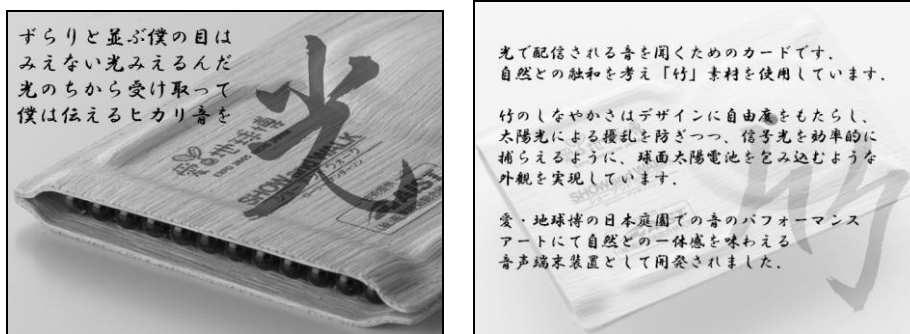 ずらりと並ぶ僕の目は
みえない光みえるんだ
光のちから受け取って
僕は伝えるヒカリ音を
光
愛・地球博
EXPO 2005
SHOW and WALK
光で配信される音を聞くためのカードです.
自然との融和を考え「竹」素材を使用しています.
竹のしなやかさはデザインに自由度をもたらし、
太陽光による擾乱を防ぎつつ、信号光を効率的に
捕らえるように、球面太陽電池を包み込むような
外観を実現しています.
愛・地球博の日本庭園での音のパフォーマンス
アートにて自然との一体感を味わえる
音声端末装置として開発されました.
竹